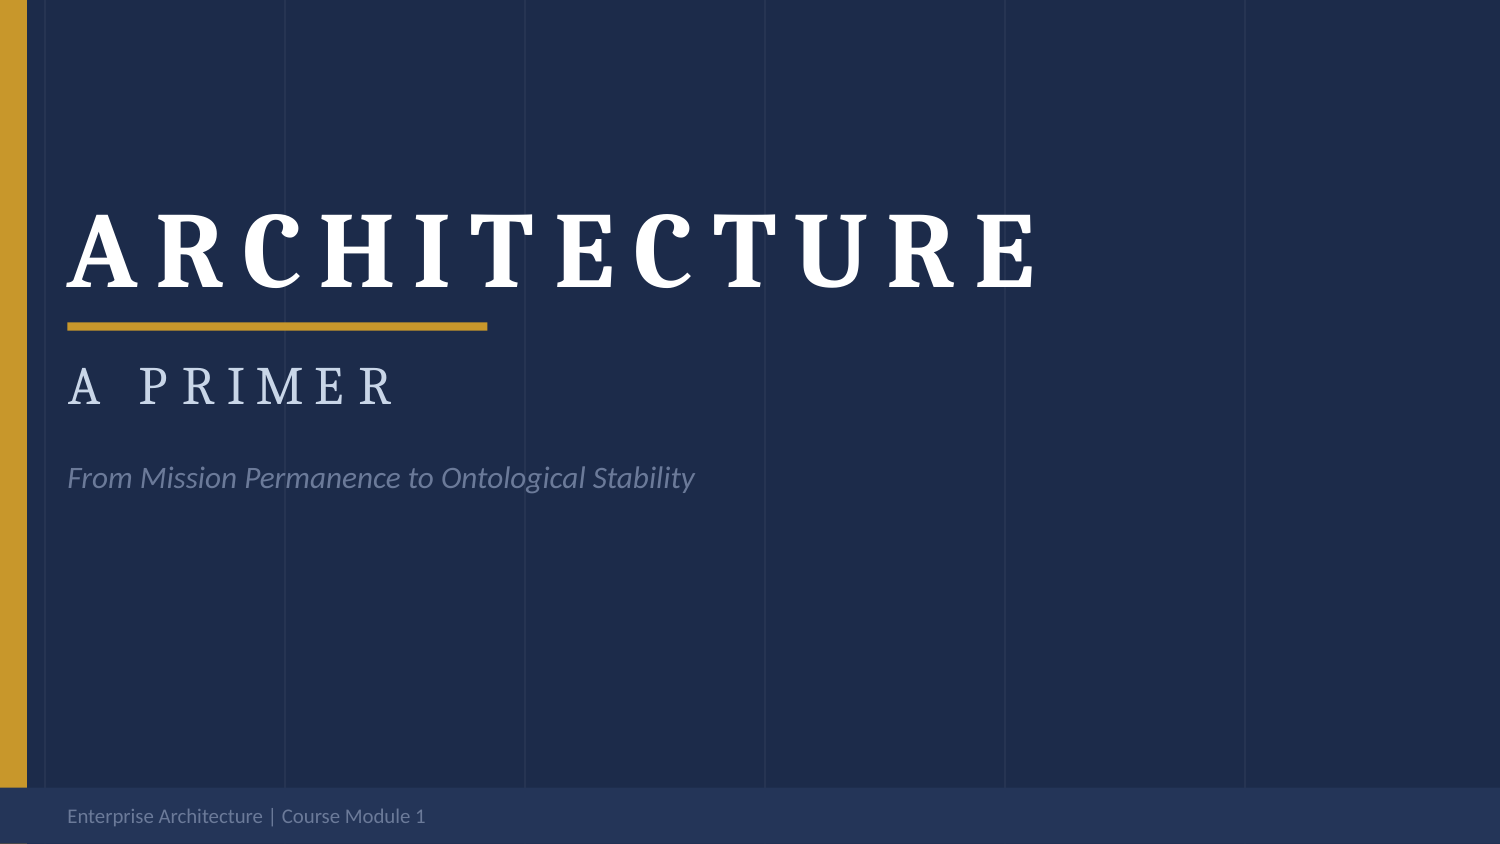 ARCHITECTURE
A PRIMER
From Mission Permanence to Ontological Stability
Enterprise Architecture | Course Module 1